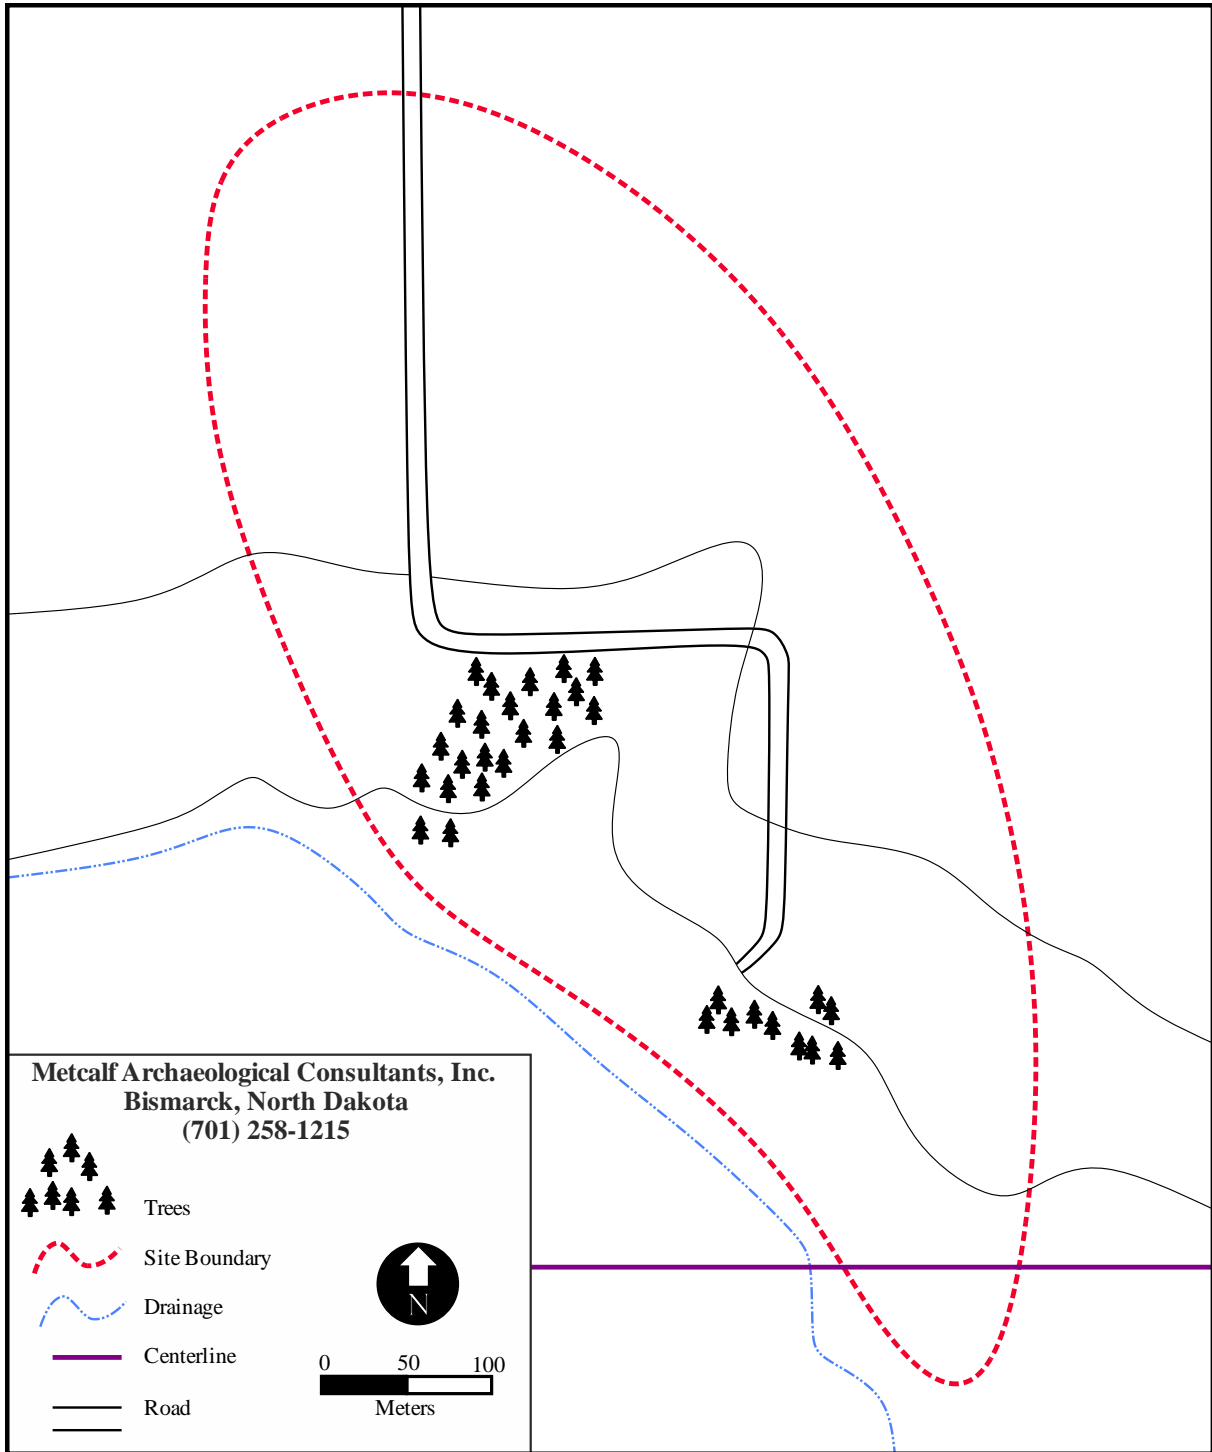 Metcalf Archaeological Consultants, Inc.
Bismarck, North Dakota
(701) 258-1215
Trees
Site Boundary
Drainage
Centerline
Road
N
0 50 100
Meters